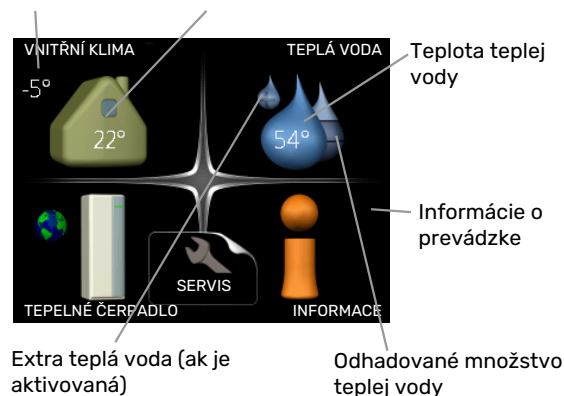 VNITŘNÍ KLIMA
TEPLÁ VODA
Teplota teplej
vody
-5°
22°
54°
Informácie o
prevádzke
SERVIS
TEPELNÉ ČERPADLO
INFORMACE
Extra teplá voda (ak je
aktivovaná)
Odhadované množstvo
teplej vody